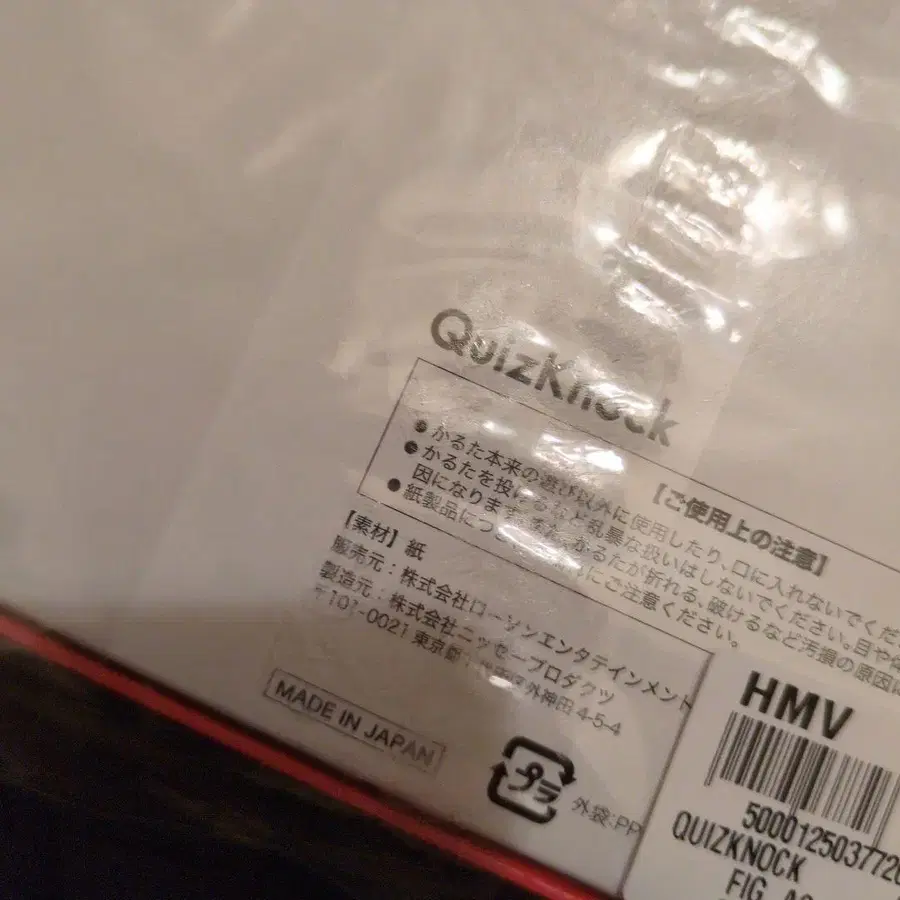 QuizKnock
【ご使用上の注意】
●かるた本来の遊び以外に使用したり、口に入れないでくだ
●かるたを投げるなど乱暴な扱いはしないでください。目や
因になります。また、かるたが折れる、破けるなど汚損の原因に
●紙製品につき にご注意ください。
【素材】紙
販売元：株式会社ローソンエンタテインメント
製造元：株式会社ニッセープロダクツ
〒101-0021 東京都 外神田 4-5-4
MADE IN JAPAN
プラ
外袋:PP
HMV
500012503772
QUIZKNOCK
FIG